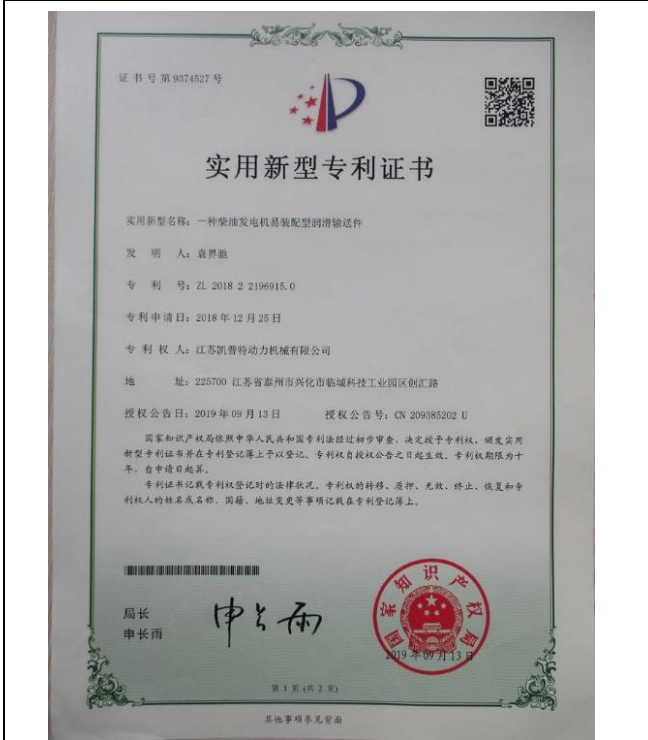 证书号第9374527号
实用新型专利证书
实用新型名称：一种柴油发电机易装配型润滑输送件
发 明 人：袁界驰
专 利 号：ZL 2018 2 2196915.0
专利申请日：2018年12月25日
专 利 权 人：江苏凯普特动力机械有限公司
地 址：225700 江苏省泰州市兴化市临城科技工业园区创汇路
授权公告日：2019年09月13日 授权公告号：CN 209385202 U
国家知识产权局依照中华人民共和国专利法经过初步审查，决定授予专利权，颁发实用
新型专利证书并在专利登记簿上予以登记。专利权自授权公告之日起生效。专利权期限为十
年，自申请日起算。
专利证书记载专利权登记时的法律状况。专利权的转移、质押、无效、终止、恢复和专
利权人的姓名或名称、国籍、地址变更等事项记载在专利登记簿上。
局长
申长雨
申长雨
国家知识产权局
2019年09月13日
第 1 页 (共 2 页)
其他事项参见背面